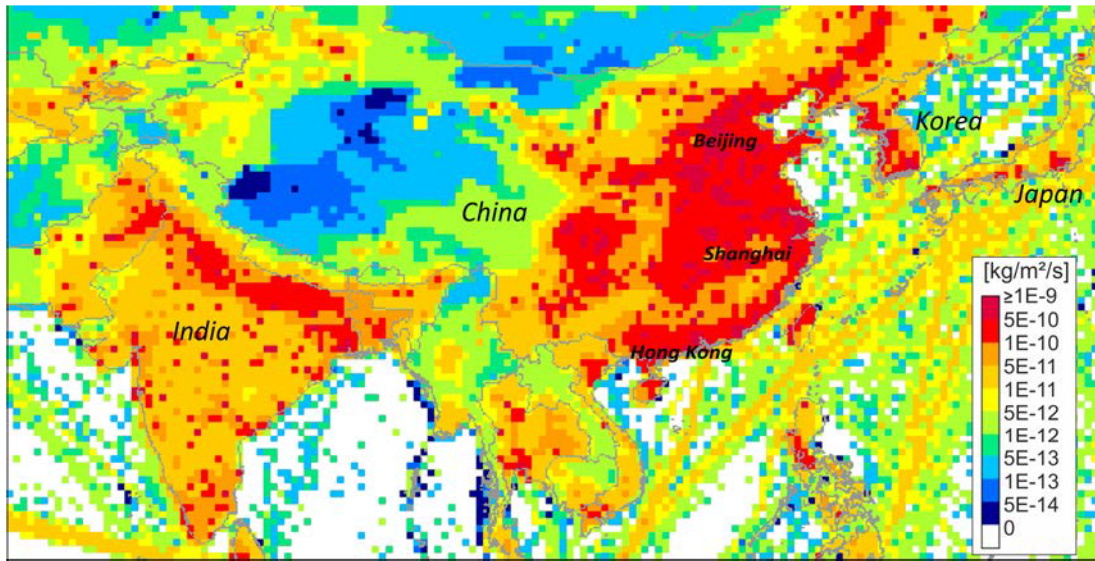 Korea
Beijing
Japan
China
Shanghai
India
Hong Kong
[kg/m²/s]
≥1E-9
5E-10
1E-10
5E-11
1E-11
5E-12
1E-12
5E-13
1E-13
5E-14
0